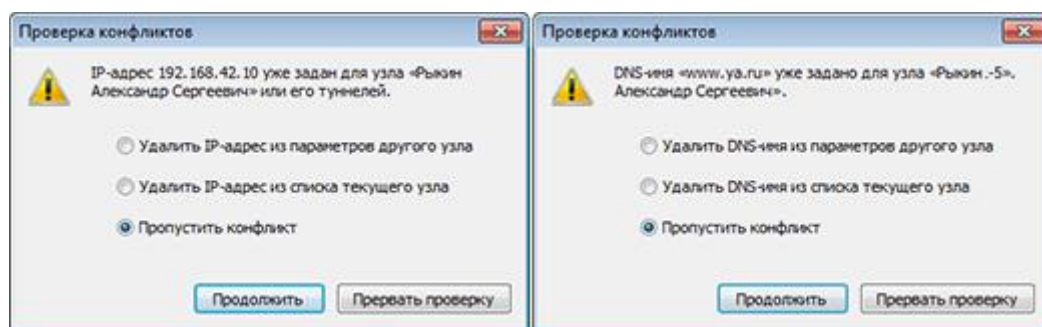 Проверка конфликтов
IP-адрес 192.168.42.10 уже задан для узла «Рыкин
Александр Сергеевич» или его туннелей.
Удалить IP-адрес из параметров другого узла
Удалить IP-адрес из списка текущего узла
Пропустить конфликт
Продолжить
Прервать проверку
Проверка конфликтов
DNS-имя «www.ya.ru» уже задано для узла «Рыкин.-5».
Александр Сергеевич».
Удалить DNS-имя из параметров другого узла
Удалить DNS-имя из списка текущего узла
Пропустить конфликт
Продолжить
Прервать проверку